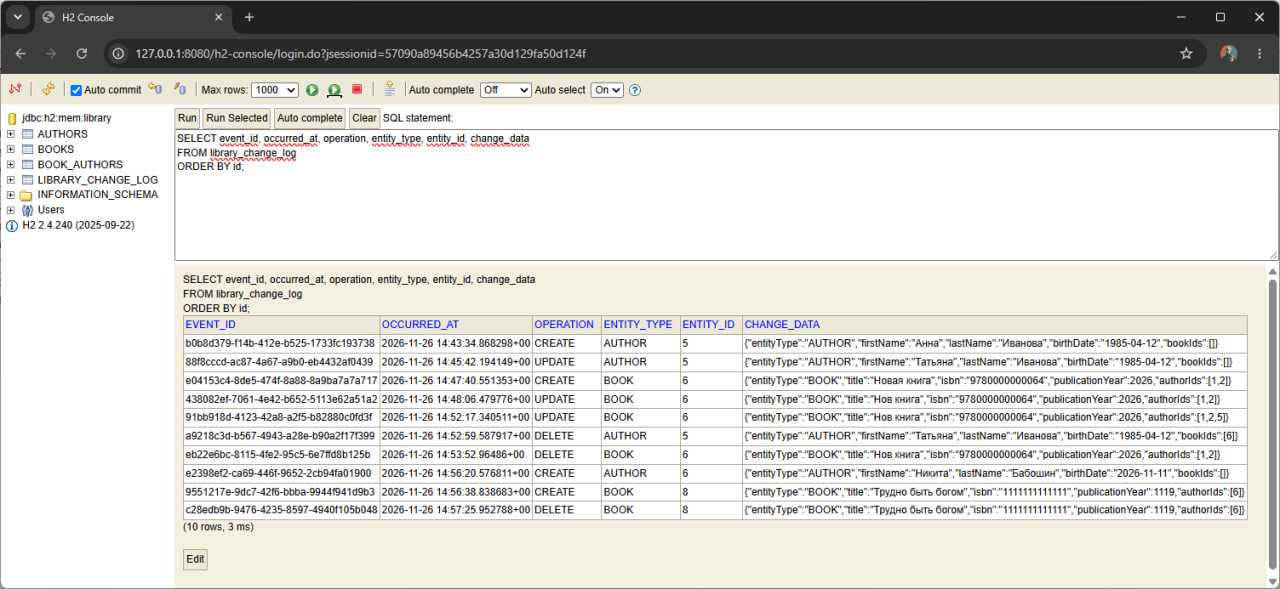 H2 Console
127.0.0.1:8080/h2-console/login.do?jsessionid=57090a89456b4257a30d129fa50d124f
Auto commit Max rows: 1000 Auto complete Off Auto select On
jdbc:h2:mem:library
AUTHORS
BOOKS
BOOK_AUTHORS
LIBRARY_CHANGE_LOG
INFORMATION_SCHEMA
Users
H2 2.4.240 (2025-09-22)
Run Run Selected Auto complete Clear SQL statement:
SELECT event_id, occurred_at, operation, entity_type, entity_id, change_data
FROM library_change_log
ORDER BY id;
SELECT event_id, occurred_at, operation, entity_type, entity_id, change_data
FROM library_change_log
ORDER BY id;
EVENT_ID OCCURRED_AT OPERATION ENTITY_TYPE ENTITY_ID CHANGE_DATA
b0b8d379-f14b-412e-b525-1733fc193738 2026-11-26 14:43:34.868298+00 CREATE AUTHOR 5 {"entityType":"AUTHOR","firstName":"Анна","lastName":"Иванова","birthDate":"1985-04-12","bookIds":[]}
88f8cccd-ac87-4a67-a9b0-eb4432af0439 2026-11-26 14:45:42.194149+00 UPDATE AUTHOR 5 {"entityType":"AUTHOR","firstName":"Татьяна","lastName":"Иванова","birthDate":"1985-04-12","bookIds":[]}
e04153c4-8de5-474f-8a88-8a9ba7a7a717 2026-11-26 14:47:40.551353+00 CREATE BOOK 6 {"entityType":"BOOK","title":"Новая книга","isbn":"9780000000064","publicationYear":2026,"authorIds":[1,2]}
438082ef-7061-4e42-b652-5113e62a51a2 2026-11-26 14:48:06.479776+00 UPDATE BOOK 6 {"entityType":"BOOK","title":"Нов книга","isbn":"9780000000064","publicationYear":2026,"authorIds":[1,2]}
91bb918d-4123-42a8-a2f5-b82880c0fd3f 2026-11-26 14:52:17.340511+00 UPDATE BOOK 6 {"entityType":"BOOK","title":"Нов книга","isbn":"9780000000064","publicationYear":2026,"authorIds":[1,2,5]}
a9218c3d-b567-4943-a28e-b90a2f17f399 2026-11-26 14:52:59.587917+00 DELETE AUTHOR 5 {"entityType":"AUTHOR","firstName":"Татьяна","lastName":"Иванова","birthDate":"1985-04-12","bookIds":[6]}
eb22e6bc-8115-4fe2-95c5-6e7ffd8b125b 2026-11-26 14:53:52.96486+00 DELETE BOOK 6 {"entityType":"BOOK","title":"Нов книга","isbn":"9780000000064","publicationYear":2026,"authorIds":[1,2]}
e2398ef2-ca69-446f-9652-2cb94fa01900 2026-11-26 14:56:20.576811+00 CREATE AUTHOR 6 {"entityType":"AUTHOR","firstName":"Никита","lastName":"Бабошин","birthDate":"2026-11-11","bookIds":[]}
9551217e-9dc7-42f6-bbba-9944f941d9b3 2026-11-26 14:56:38.838683+00 CREATE BOOK 8 {"entityType":"BOOK","title":"Трудно быть богом","isbn":"1111111111111","publicationYear":1119,"authorIds":[6]}
c28edb9b-9476-4235-8597-4940f105b048 2026-11-26 14:57:25.952788+00 DELETE BOOK 8 {"entityType":"BOOK","title":"Трудно быть богом","isbn":"1111111111111","publicationYear":1119,"authorIds":[6]}
(10 rows, 3 ms)
Edit